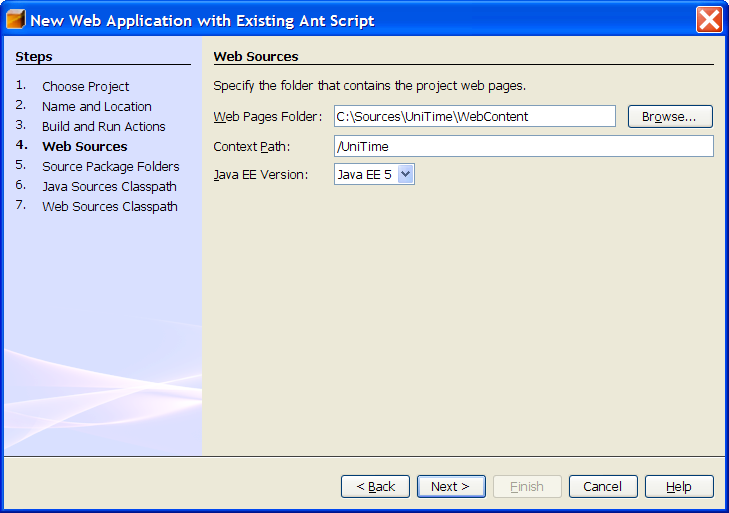 New Web Application with Existing Ant Script
Steps
1. Choose Project
2. Name and Location
3. Build and Run Actions
4. Web Sources
5. Source Package Folders
6. Java Sources Classpath
7. Web Sources Classpath
Web Sources
Specify the folder that contains the project web pages.
Web Pages Folder: C:\Sources\UniTime\WebContent Browse...
Context Path: /UniTime
Java EE Version: Java EE 5
< Back Next > Finish Cancel Help